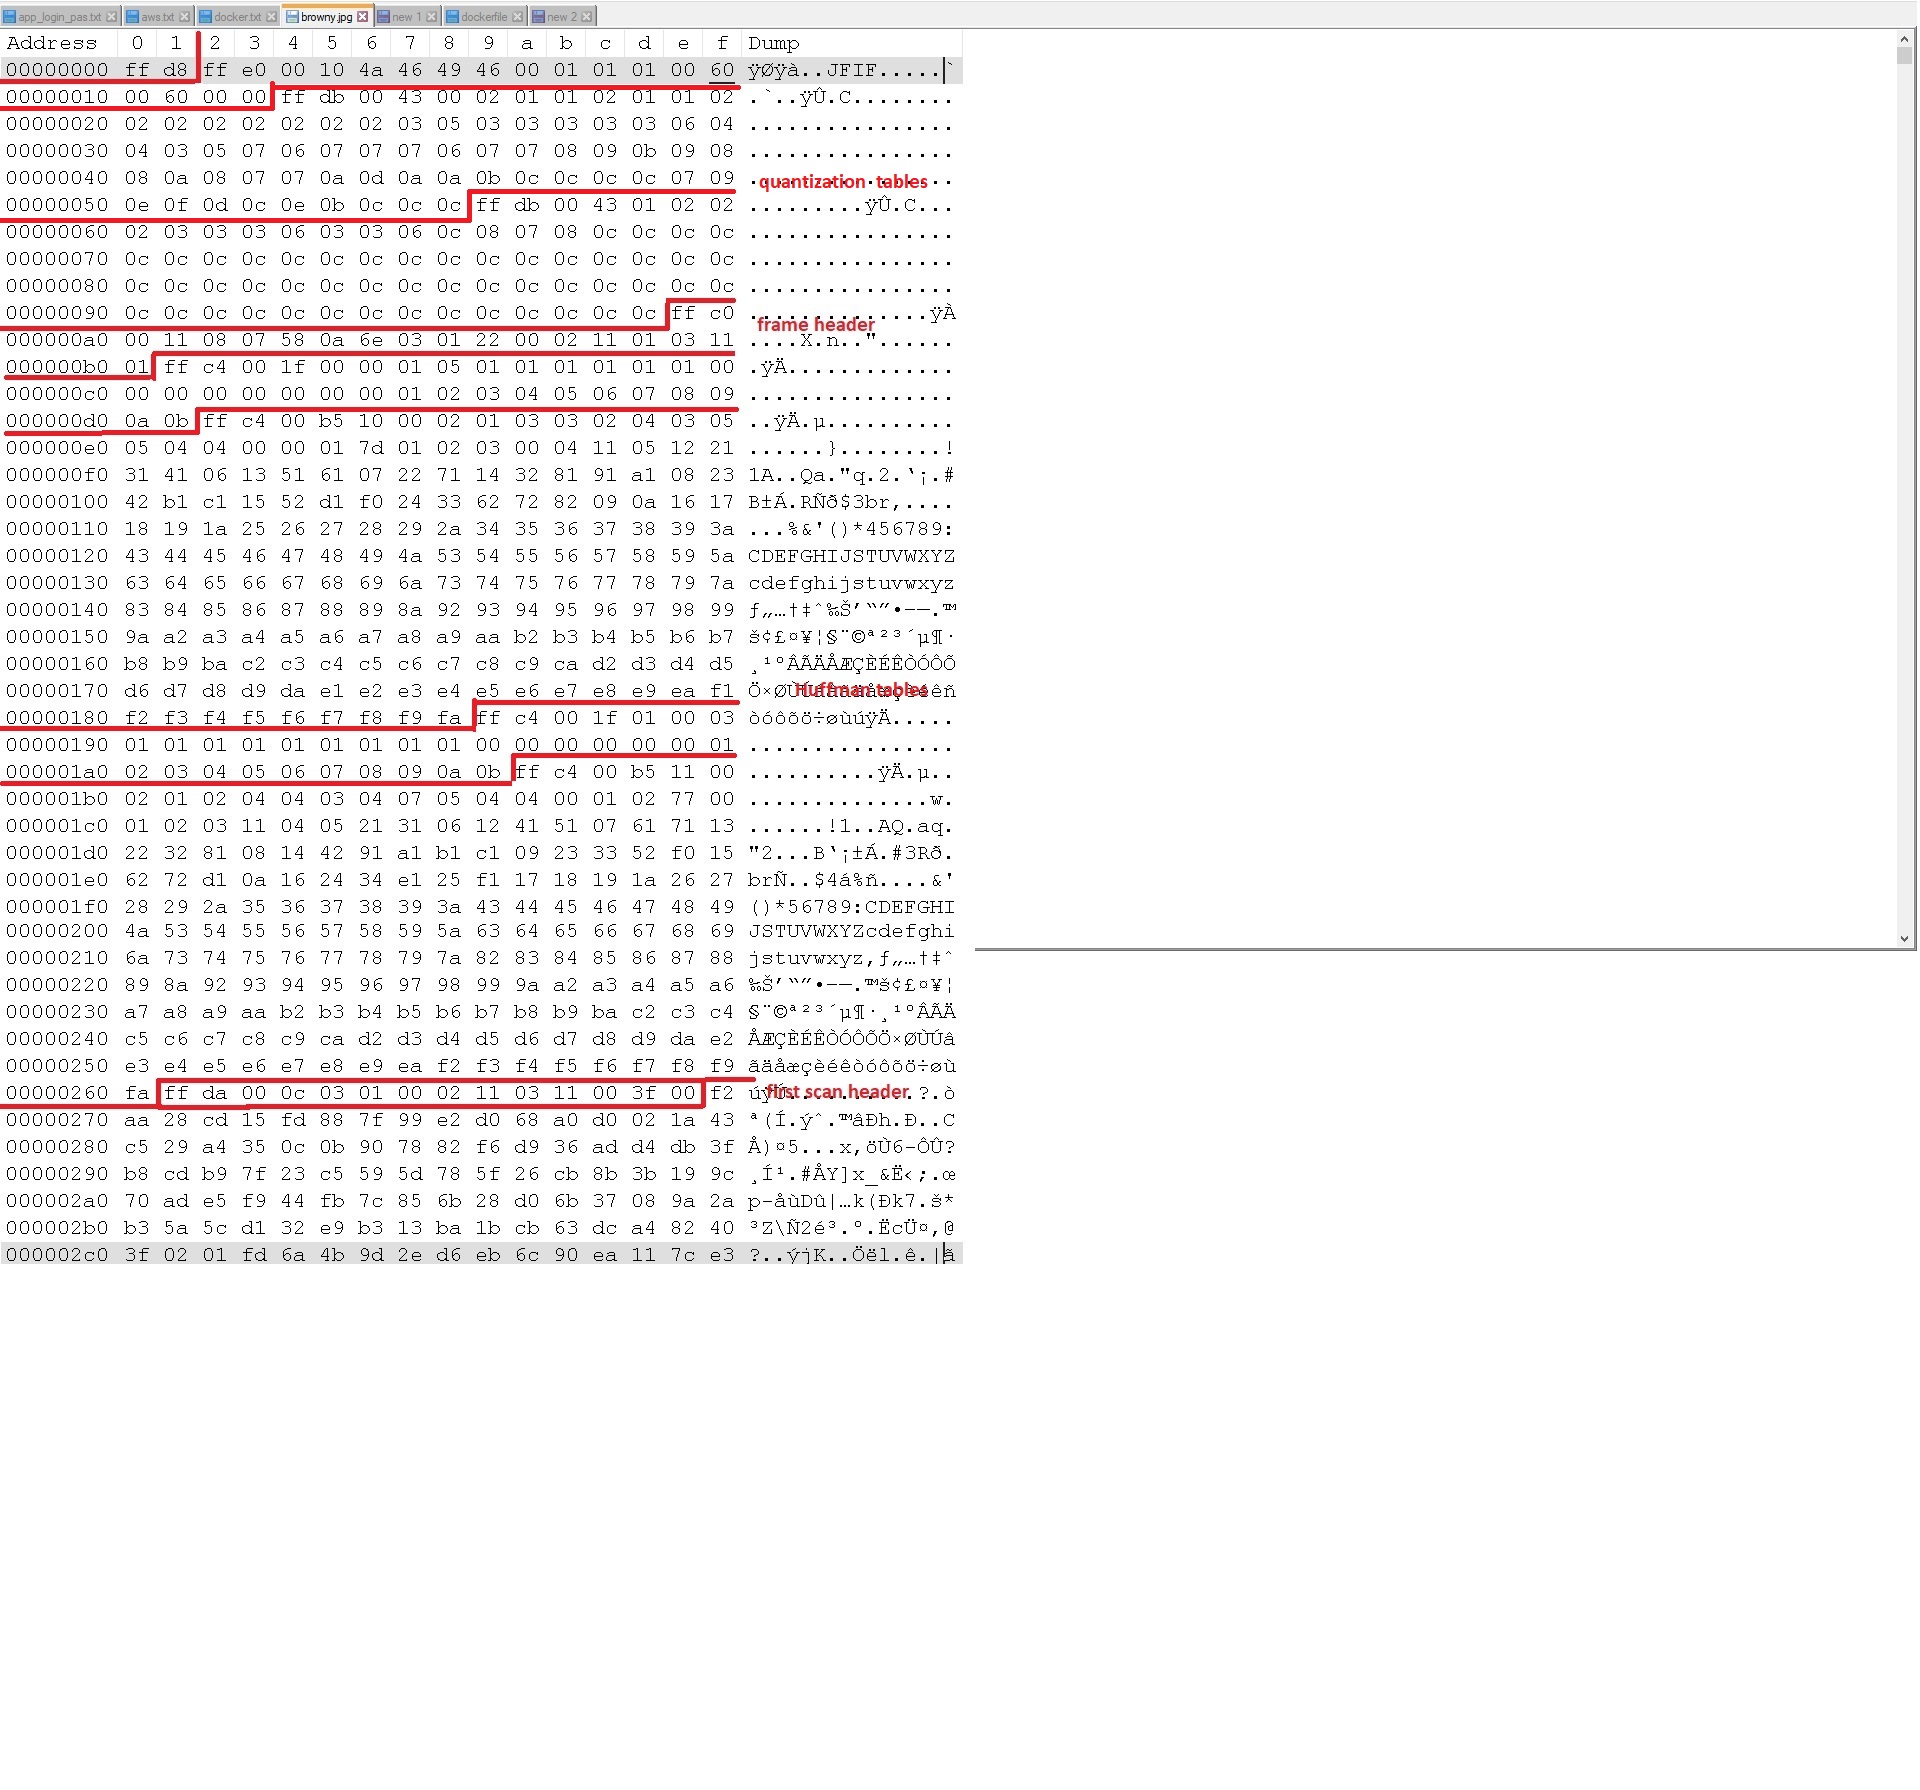 app_login_pas.txt aws.txt docker.txt browny.jpg new 1 dockerfile new 2
Address 0 1 2 3 4 5 6 7 8 9 a b c d e f Dump
00000000 ff d8 ff e0 00 10 4a 46 49 46 00 01 01 01 00 60 ÿØÿà..JFIF.....`
00000010 00 60 00 00 ff db 00 43 00 02 01 01 02 01 01 02 .`..ÿÛ.C........
00000020 02 02 02 02 02 02 02 03 05 03 03 03 03 03 06 04 ................
00000030 04 03 05 07 06 07 07 07 06 07 07 08 09 0b 09 08 ................
00000040 08 0a 08 07 07 0a 0d 0a 0a 0b 0c 0c 0c 0c 07 09 ................
quantization tables
00000050 0e 0f 0d 0c 0e 0b 0c 0c 0c ff db 00 43 01 02 02 .........ÿÛ.C...
00000060 02 03 03 03 06 03 03 06 0c 08 07 08 0c 0c 0c 0c ................
00000070 0c 0c 0c 0c 0c 0c 0c 0c 0c 0c 0c 0c 0c 0c 0c 0c ................
00000080 0c 0c 0c 0c 0c 0c 0c 0c 0c 0c 0c 0c 0c 0c 0c 0c ................
00000090 0c 0c 0c 0c 0c 0c 0c 0c 0c 0c 0c 0c 0c 0c ff c0 ..............ÿÀ
frame header
000000a0 00 11 08 07 58 0a 6e 03 01 22 00 02 11 01 03 11 ....X.n.."......
000000b0 01 ff c4 00 1f 00 00 01 05 01 01 01 01 01 01 00 .ÿÄ.............
000000c0 00 00 00 00 00 00 00 01 02 03 04 05 06 07 08 09 ................
000000d0 0a 0b ff c4 00 b5 10 00 02 01 03 03 02 04 03 05 ..ÿÄ.µ..........
000000e0 05 04 04 00 00 01 7d 01 02 03 00 04 11 05 12 21 ......}........!
000000f0 31 41 06 13 51 61 07 22 71 14 32 81 91 a1 08 23 1A..Qa."q.2.‘¡.#
00000100 42 b1 c1 15 52 d1 f0 24 33 62 72 82 09 0a 16 17 B±Á.RÑð$3br‚....
00000110 18 19 1a 25 26 27 28 29 2a 34 35 36 37 38 39 3a ...%&'()*456789:
00000120 43 44 45 46 47 48 49 4a 53 54 55 56 57 58 59 5a CDEFGHIJSTUVWXYZ
00000130 63 64 65 66 67 68 69 6a 73 74 75 76 77 78 79 7a cdefghijstuvwxyz
00000140 83 84 85 86 87 88 89 8a 92 93 94 95 96 97 98 99 ƒ„…†‡ˆ‰Š’“”•–—.™
00000150 9a a2 a3 a4 a5 a6 a7 a8 a9 aa b2 b3 b4 b5 b6 b7 š¢£¤¥¦§¨©ª²³´µ¶·
00000160 b8 b9 ba c2 c3 c4 c5 c6 c7 c8 c9 ca d2 d3 d4 d5 ¸¹ºÂÃÄÅÆÇÈÉÊÒÓÔÕ
00000170 d6 d7 d8 d9 da e1 e2 e3 e4 e5 e6 e7 e8 e9 ea f1 Ö×ØÙÚáâãäåæçèéêñ
Huffman tables
00000180 f2 f3 f4 f5 f6 f7 f8 f9 fa ff c4 00 1f 01 00 03 òóôõö÷øùúÿÄ.....
00000190 01 01 01 01 01 01 01 01 01 00 00 00 00 00 00 01 ................
000001a0 02 03 04 05 06 07 08 09 0a 0b ff c4 00 b5 11 00 ..........ÿÄ.µ..
000001b0 02 01 02 04 04 03 04 07 05 04 04 00 01 02 77 00 ..............w.
000001c0 01 02 03 11 04 05 21 31 06 12 41 51 07 61 71 13 ......!1..AQ.aq.
000001d0 22 32 81 08 14 42 91 a1 b1 c1 09 23 33 52 f0 15 "2...B‘¡±Á.#3Rð.
000001e0 62 72 d1 0a 16 24 34 e1 25 f1 17 18 19 1a 26 27 brÑ..$4á%ñ....&'
000001f0 28 29 2a 35 36 37 38 39 3a 43 44 45 46 47 48 49 ()*56789:CDEFGHI
00000200 4a 53 54 55 56 57 58 59 5a 63 64 65 66 67 68 69 JSTUVWXYZcdefghi
00000210 6a 73 74 75 76 77 78 79 7a 82 83 84 85 86 87 88 jstuvwxyz‚ƒ„…†‡ˆ
00000220 89 8a 92 93 94 95 96 97 98 99 9a a2 a3 a4 a5 a6 ‰Š’“”•–—.™š¢£¤¥¦
00000230 a7 a8 a9 aa b2 b3 b4 b5 b6 b7 b8 b9 ba c2 c3 c4 §¨©ª²³´µ¶·¸¹ºÂÃÄ
00000240 c5 c6 c7 c8 c9 ca d2 d3 d4 d5 d6 d7 d8 d9 da e2 ÅÆÇÈÉÊÒÓÔÕÖ×ØÙÚâ
00000250 e3 e4 e5 e6 e7 e8 e9 ea f2 f3 f4 f5 f6 f7 f8 f9 ãäåæçèéêòóôõö÷øù
00000260 fa ff da 00 0c 03 01 00 02 11 03 11 00 3f 00 f2 úÿÚ..........?.ò
first scan header
00000270 aa 28 cd 15 fd 88 7f 99 e2 d0 68 a0 d0 02 1a 43 ª(Í.ýˆ.™âÐh.Ð..C
00000280 c5 29 a4 35 0c 0b 90 78 82 f6 d9 36 ad d4 db 3f Å)¤5...x‚öÙ6-ÔÛ?
00000290 b8 cd b9 7f 23 c5 59 5d 78 5f 26 cb 8b 3b 19 9c ¸Í¹.#ÅY]x_&Ë‹;.œ
000002a0 70 ad e5 f9 44 fb 7c 85 6b 28 d0 6b 37 08 9a 2a p-åùDû|…k(Ðk7.š*
000002b0 b3 5a 5c d1 32 e9 b3 13 ba 1b cb 63 dc a4 82 40 ³Z\Ñ2é³.º.ËcÜ¤‚@
000002c0 3f 02 01 fd 6a 4b 9d 2e d6 eb 6c 90 ea 11 7c e3 ?..ýjK..Öël.ê.|ã